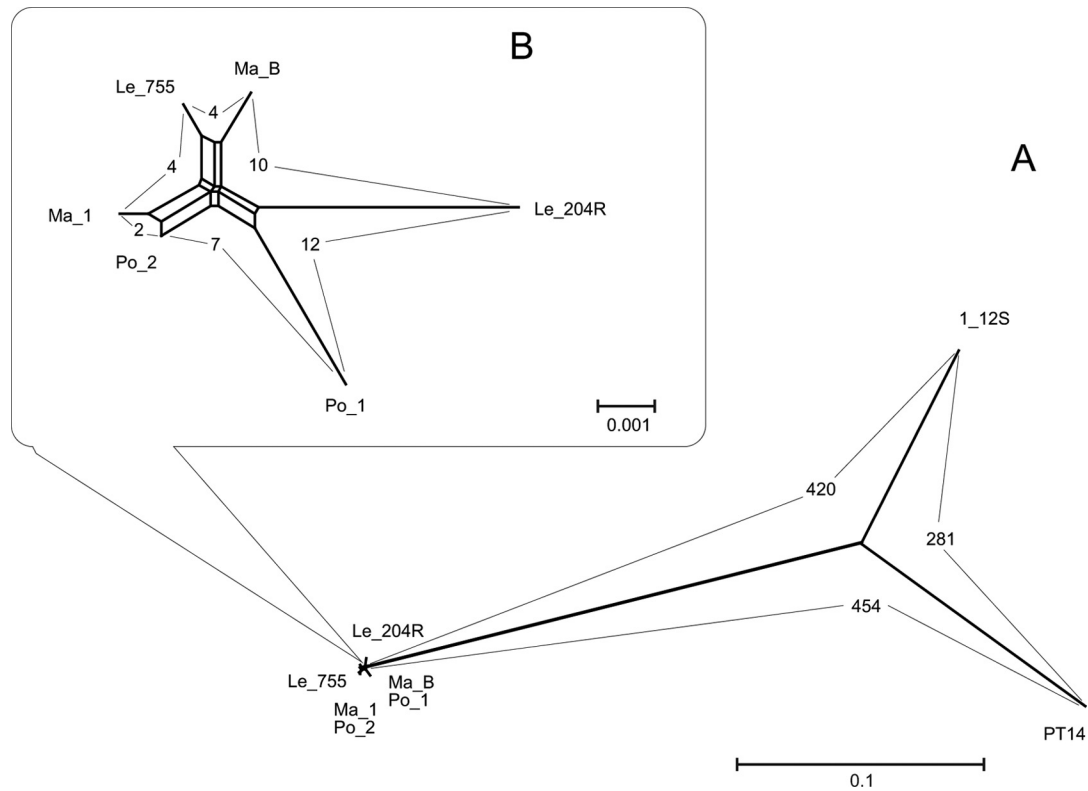 B
Ma_B
Le_755
4
4
10
Ma_1
Le_204R
2
7
12
Po_2
Po_1
0.001
A
1_12S
420
281
454
Le_204R
Le_755
Ma_B
Po_1
Ma_1
Po_2
PT14
0.1